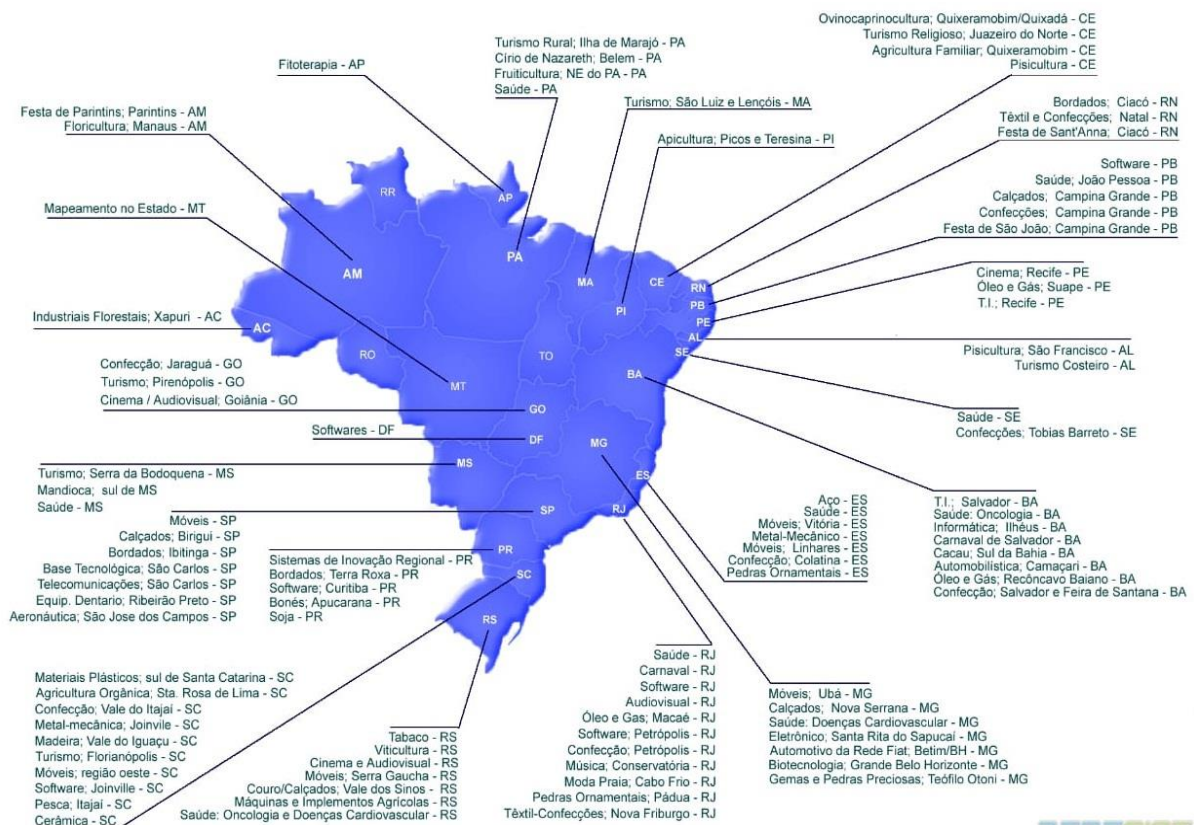 Ovinocaprinocultura; Quixeramobim/Quixadá - CE
Turismo Religioso; Juazeiro do Norte - CE
Agricultura Familiar; Quixeramobim - CE
Pisicultura - CE
Turismo Rural; Ilha de Marajó - PA
Círio de Nazareth; Belem - PA
Fruiticultura; NE do PA - PA
Saúde - PA
Fitoterapia - AP
Turismo; São Luiz e Lençóis - MA
Apicultura; Picos e Teresina - PI
Festa de Parintins; Parintins - AM
Floricultura; Manaus - AM
Bordados; Ciacó - RN
Têxtil e Confecções; Natal - RN
Festa de Sant'Anna; Ciacó - RN
Software - PB
Saúde; João Pessoa - PB
Calçados; Campina Grande - PB
Confecções; Campina Grande - PB
Festa de São João; Campina Grande - PB
Mapeamento no Estado - MT
Cinema; Recife - PE
Óleo e Gás; Suape - PE
T.I.; Recife - PE
Industriais Florestais; Xapuri - AC
Pisicultura; São Francisco - AL
Turismo Costeiro - AL
Confecção; Jaraguá - GO
Turismo; Pirenópolis - GO
Cinema / Audiovisual; Goiânia - GO
Saúde - SE
Confecções; Tobias Barreto - SE
Softwares - DF
RR
AP
AM
PA
MA
CE
RN
PB
PI
PE
AL
SE
AC
RO
TO
BA
MT
GO
DF
MG
MS
ES
SP
RJ
PR
SC
RS
Turismo; Serra da Bodoquena - MS
Mandioca; sul de MS
Saúde - MS
Móveis - SP
Calçados; Birigui - SP
Bordados; Ibitinga - SP
Base Tecnológica; São Carlos - SP
Telecomunicações; São Carlos - SP
Equip. Dentario; Ribeirão Preto - SP
Aeronáutica; São Jose dos Campos - SP
Sistemas de Inovação Regional - PR
Bordados; Terra Roxa - PR
Software; Curitiba - PR
Bonés; Apucarana - PR
Soja - PR
Aço - ES
Saúde - ES
Móveis; Vitória - ES
Metal-Mecânico - ES
Móveis; Linhares - ES
Confecção; Colatina - ES
Pedras Ornamentais - ES
T.I.; Salvador - BA
Saúde: Oncologia - BA
Informática; Ilhéus - BA
Carnaval de Salvador - BA
Cacau; Sul da Bahia - BA
Automobilística; Camaçari - BA
Óleo e Gás; Recôncavo Baiano - BA
Confecção; Salvador e Feira de Santana - BA
Materiais Plásticos; sul de Santa Catarina - SC
Agricultura Orgânica; Sta. Rosa de Lima - SC
Confecção; Vale do Itajaí - SC
Metal-mecânica; Joinvile - SC
Madeira; Vale do Iguaçu - SC
Turismo; Florianópolis - SC
Móveis; região oeste - SC
Software; Joinville - SC
Pesca; Itajaí - SC
Cerâmica - SC
Tabaco - RS
Viticultura - RS
Cinema e Audiovisual - RS
Móveis; Serra Gaucha - RS
Couro/Calçados; Vale dos Sinos - RS
Máquinas e Implementos Agrícolas - RS
Saúde: Oncologia e Doenças Cardiovascular - RS
Saúde - RJ
Carnaval - RJ
Software - RJ
Audiovisual - RJ
Óleo e Gas; Macaé - RJ
Software; Petrópolis - RJ
Confecção; Petrópolis - RJ
Música; Conservatória - RJ
Moda Praia; Cabo Frio - RJ
Pedras Ornamentais; Pádua - RJ
Têxtil-Confecções; Nova Friburgo - RJ
Móveis; Ubá - MG
Calçados; Nova Serrana - MG
Saúde: Doenças Cardiovascular - MG
Eletrônico; Santa Rita do Sapucaí - MG
Automotivo da Rede Fiat; Betim/BH - MG
Biotecnologia; Grande Belo Horizonte - MG
Gemas e Pedras Preciosas; Teófilo Otoni - MG